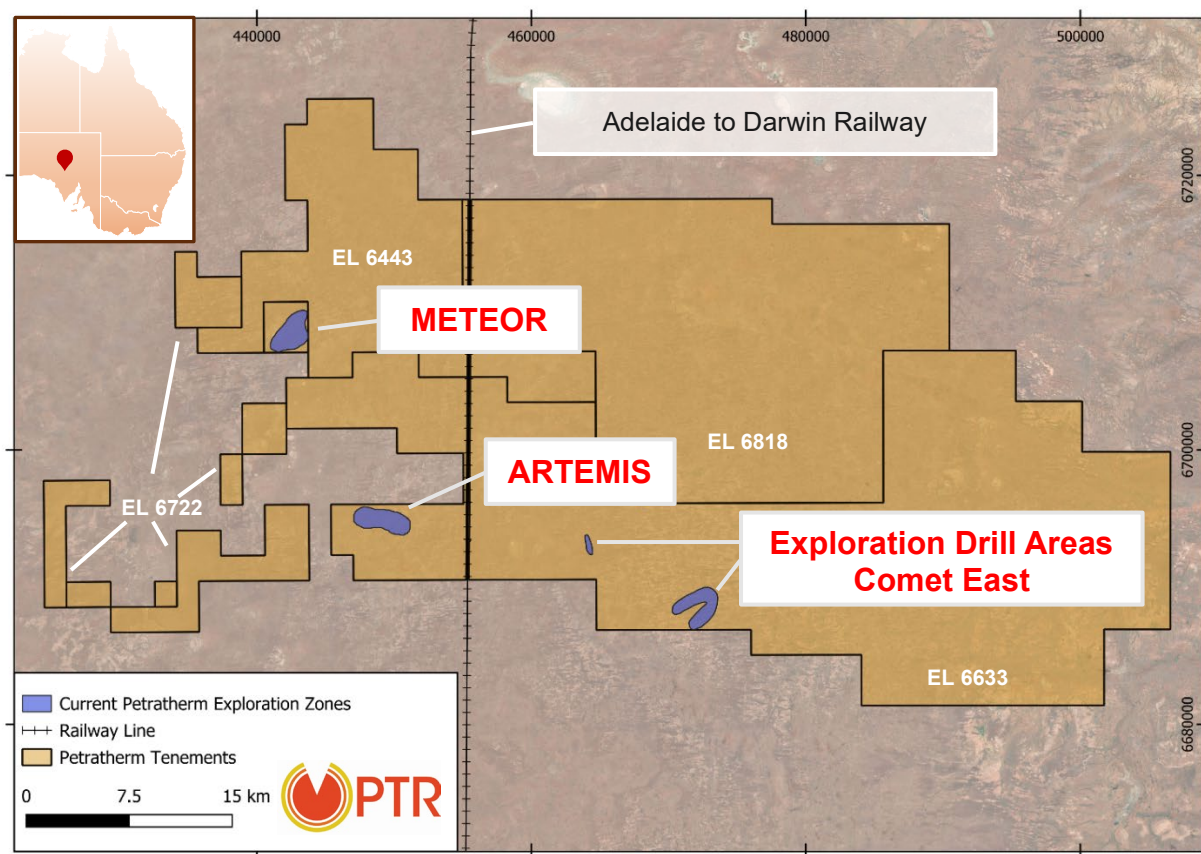 440000
460000
480000
500000
Adelaide to Darwin Railway
6720000
EL 6443
METEOR
EL 6818
6700000
ARTEMIS
EL 6722
Exploration Drill Areas
Comet East
EL 6633
6680000
Current Petratherm Exploration Zones
Railway Line
Petratherm Tenements
0
7.5
15 km
PTR